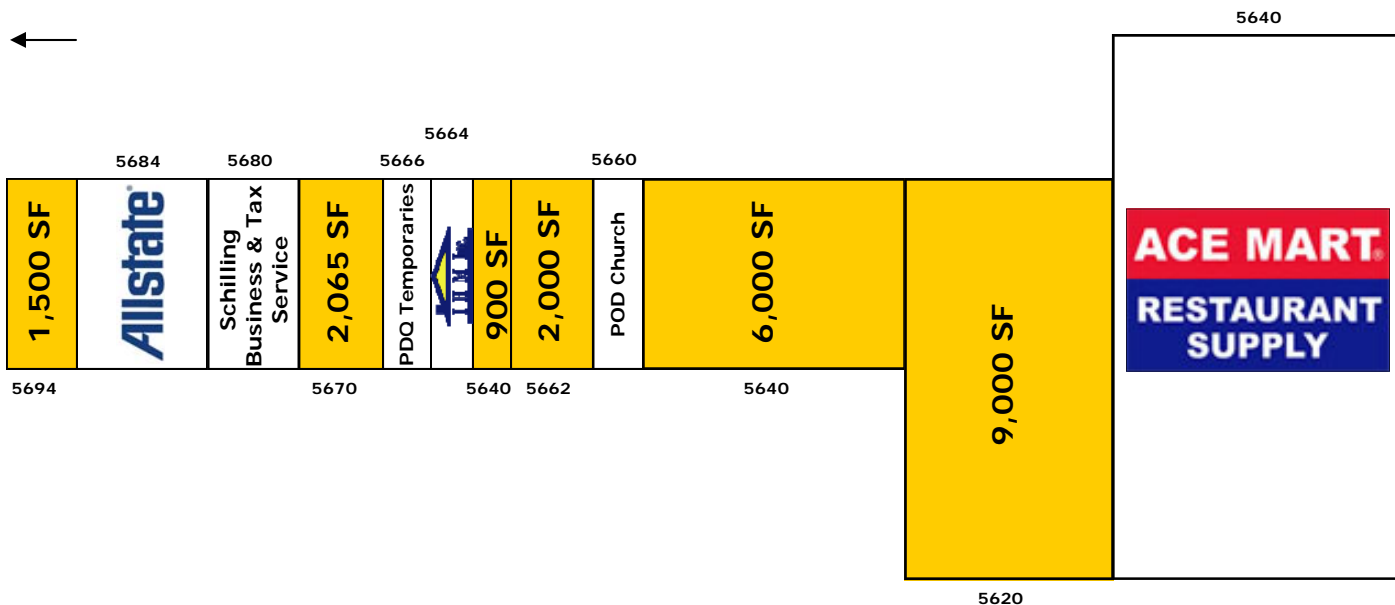 5640
5664
5684
5680
5666
5660
1,500 SF
Allstate®
Schilling
Business & Tax
Service
2,065 SF
PDQ Temporaries
900 SF
2,000 SF
POD Church
6,000 SF
9,000 SF
ACE MART®
RESTAURANT
SUPPLY
5694
5670
5640
5662
5640
5620